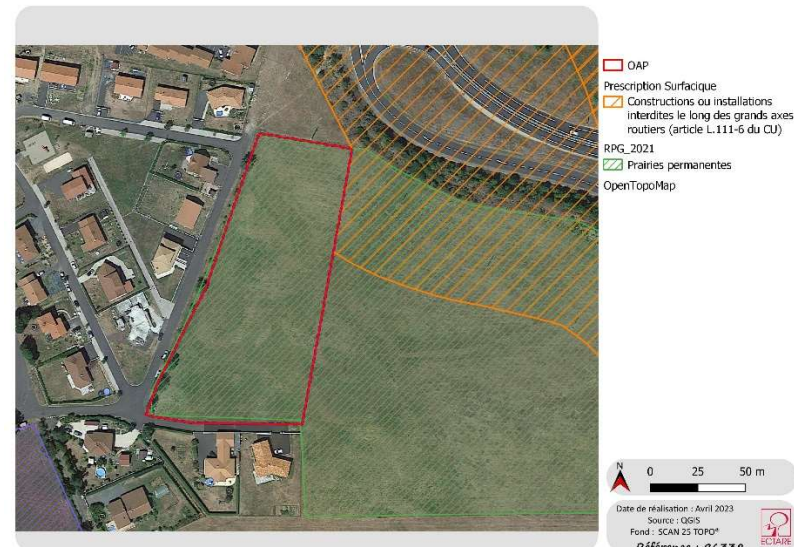 OAP
Prescription Surfacique
Constructions ou installations
interdites le long des grands axes
routiers (article L.111-6 du CU)
RPG_2021
Prairies permanentes
OpenTopoMap
N
0 25 50 m
Date de réalisation : Avril 2023
Source : QGIS
Fond : SCAN 25 TOPO®
ECTARE